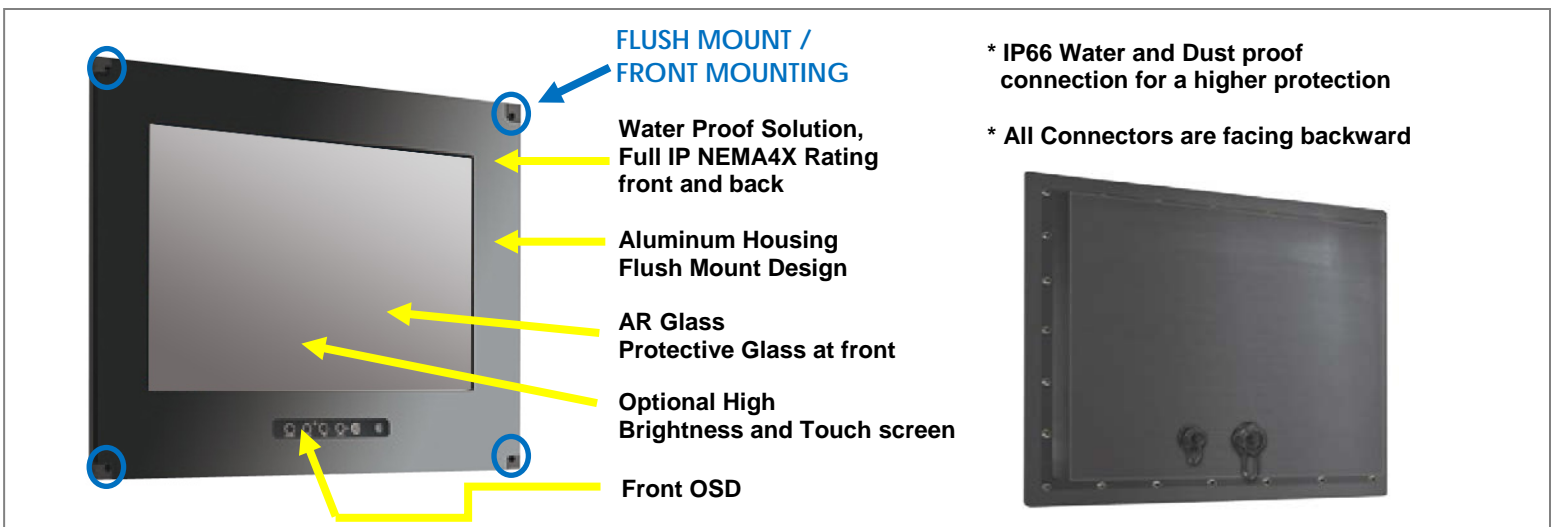 FLUSH MOUNT /
FRONT MOUNTING
Water Proof Solution,
Full IP NEMA4X Rating
front and back
Aluminum Housing
Flush Mount Design
AR Glass
Protective Glass at front
Optional High
Brightness and Touch screen
Front OSD
* IP66 Water and Dust proof
connection for a higher protection
* All Connectors are facing backward